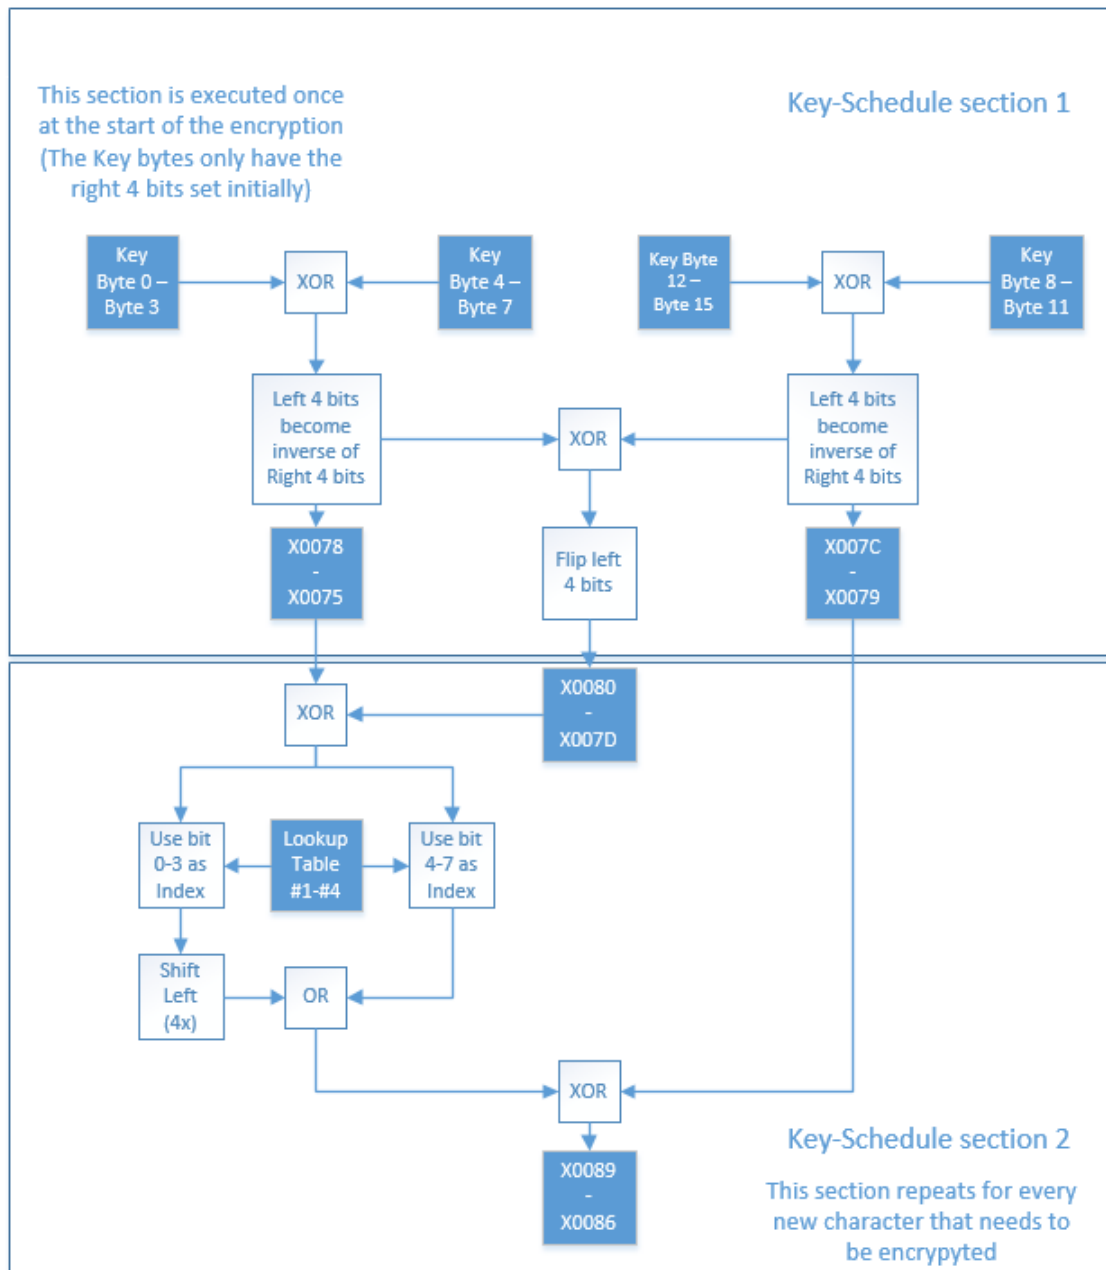 This section is executed once
at the start of the encryption
(The Key bytes only have the
right 4 bits set initially)
Key-Schedule section 1
Key
Byte 0 –
Byte 3
XOR
Key
Byte 4 –
Byte 7
Key Byte
12 –
Byte 15
XOR
Key
Byte 8 –
Byte 11
Left 4 bits
become
inverse of
Right 4 bits
XOR
Left 4 bits
become
inverse of
Right 4 bits
X0078
-
X0075
Flip left
4 bits
X007C
-
X0079
XOR
X0080
-
X007D
Use bit
0-3 as
Index
Lookup
Table
#1-#4
Use bit
4-7 as
Index
Shift
Left
(4x)
OR
XOR
Key-Schedule section 2
X0089
-
X0086
This section repeats for every
new character that needs to
be encrypyted